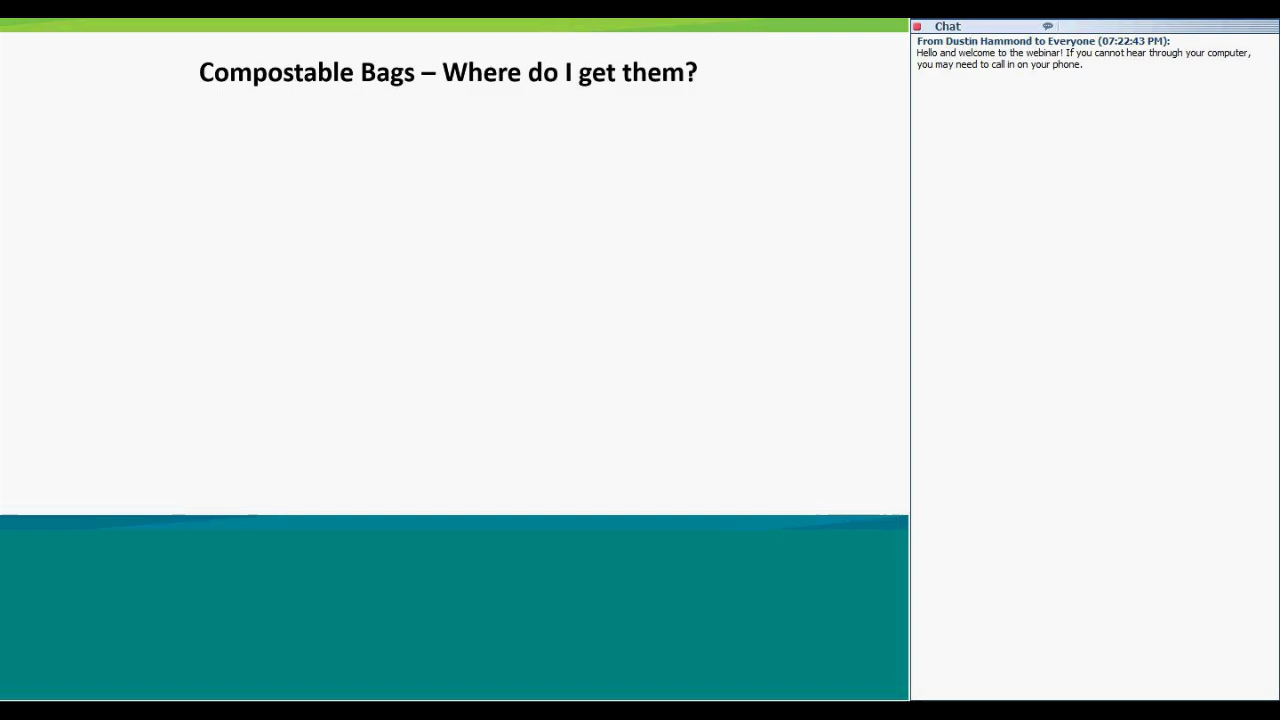 Compostable Bags – Where do I get them?
Chat
From Dustin Hammond to Everyone (07:22:43 PM):
Hello and welcome to the webinar! If you cannot hear through your computer,
you may need to call in on your phone.